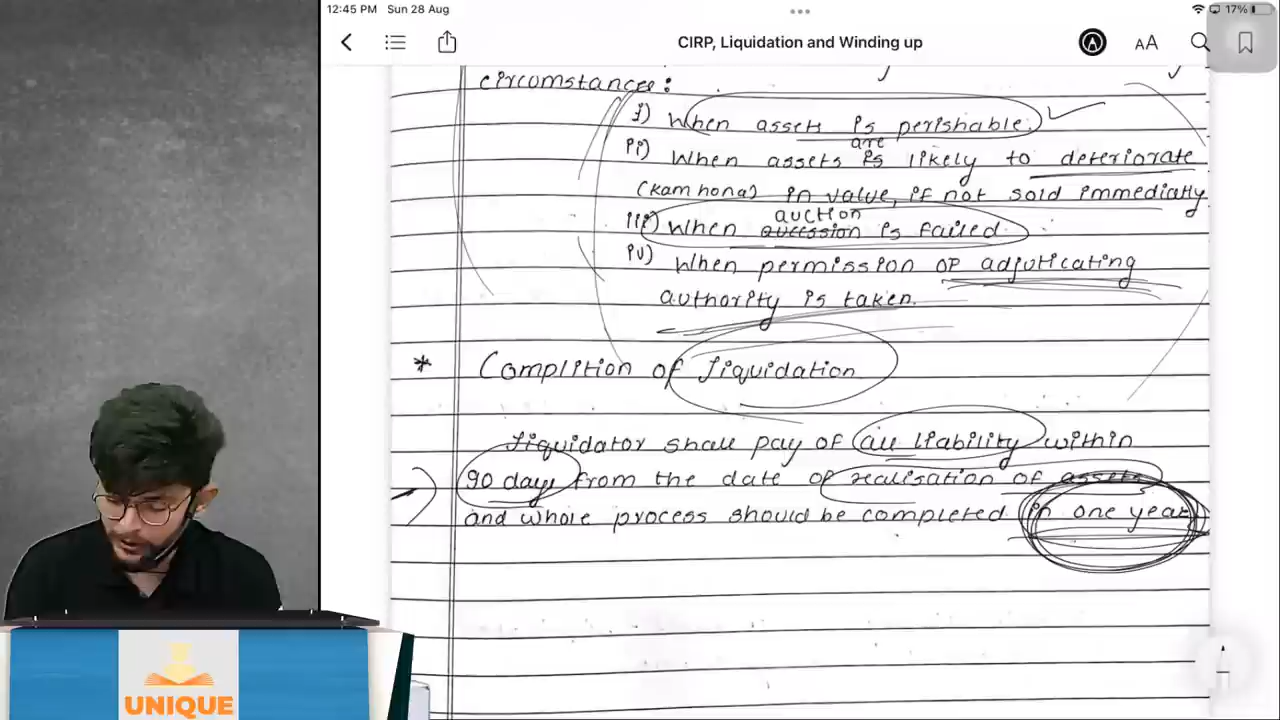 12:45 PM Sun 28 Aug
17%
CIRP, Liquidation and Winding up
AA
circumstances:
i) When assets is perishable.
are
ii) When assets is likely to deteriorate
(kam hona) in value, if not sold immediatly
auction
iii) When auccssion is failed
iv) When permission of adjuticating
authority is taken.
* Complition of liquidation
liquidator shall pay of all liability within
90 days from the date of realisation of assets
and whole process should be completed in one year
UNIQUE